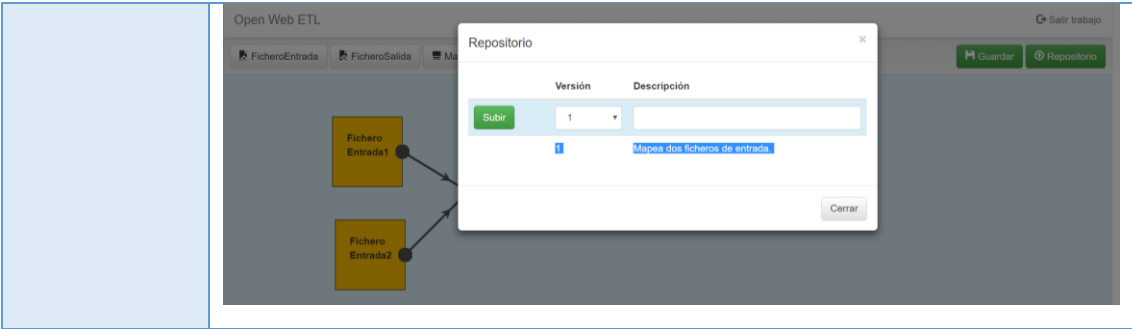 Open Web ETL
Salir trabajo
FicheroEntrada
FicheroSalida
Ma
Guardar
Repositorio
Repositorio
×
Versión
Descripción
Subir
1
1
Mapea dos ficheros de entrada.
Cerrar
Fichero
Entrada1
Fichero
Entrada2